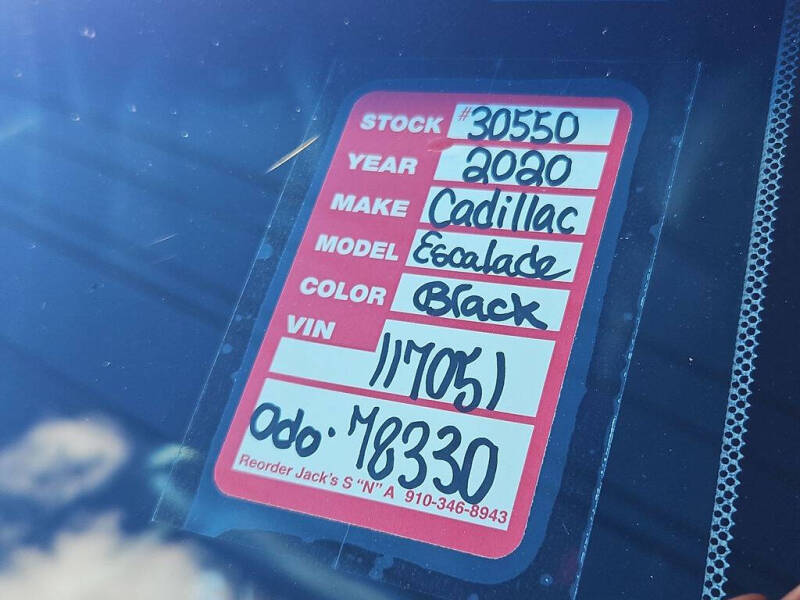 STOCK #30550
YEAR 2020
MAKE Cadillac
MODEL Escalade
COLOR Black
VIN 117051
Odo. 78330
Reorder Jack's S "N" A 910-346-8943